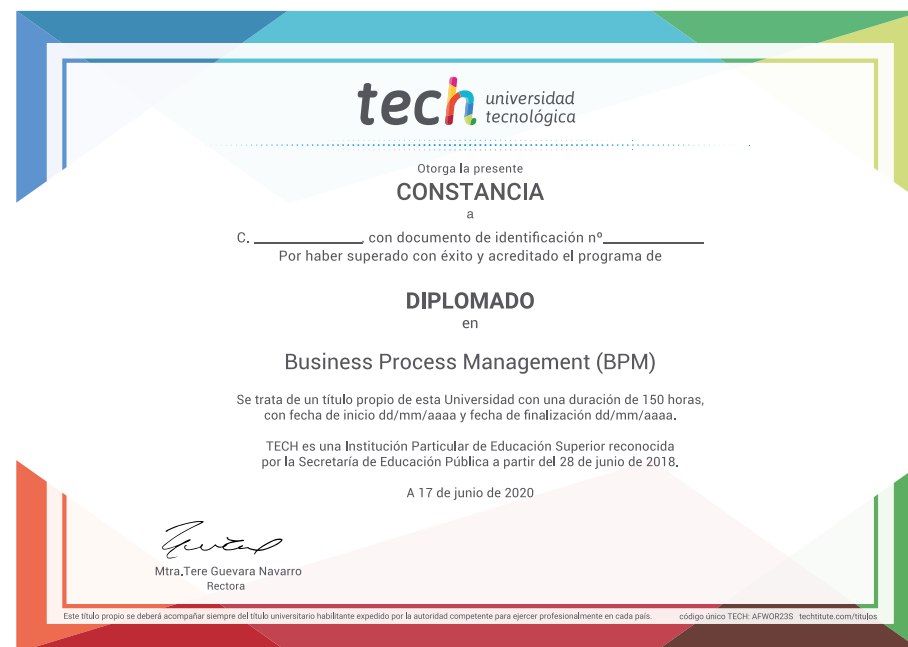 tech universidad
tecnológica
Otorga la presente
CONSTANCIA
a
C. ____________, con documento de identificación nº____________
Por haber superado con éxito y acreditado el programa de
DIPLOMADO
en
Business Process Management (BPM)
Se trata de un título propio de esta Universidad con una duración de 150 horas,
con fecha de inicio dd/mm/aaaa y fecha de finalización dd/mm/aaaa.
TECH es una Institución Particular de Educación Superior reconocida
por la Secretaría de Educación Pública a partir del 28 de junio de 2018.
A 17 de junio de 2020
Mtra.Tere Guevara Navarro
Rectora
Este título propio se deberá acompañar siempre del título universitario habilitante expedido por la autoridad competente para ejercer profesionalmente en cada país. código único TECH: AFWOR23S techtitute.com/titulos